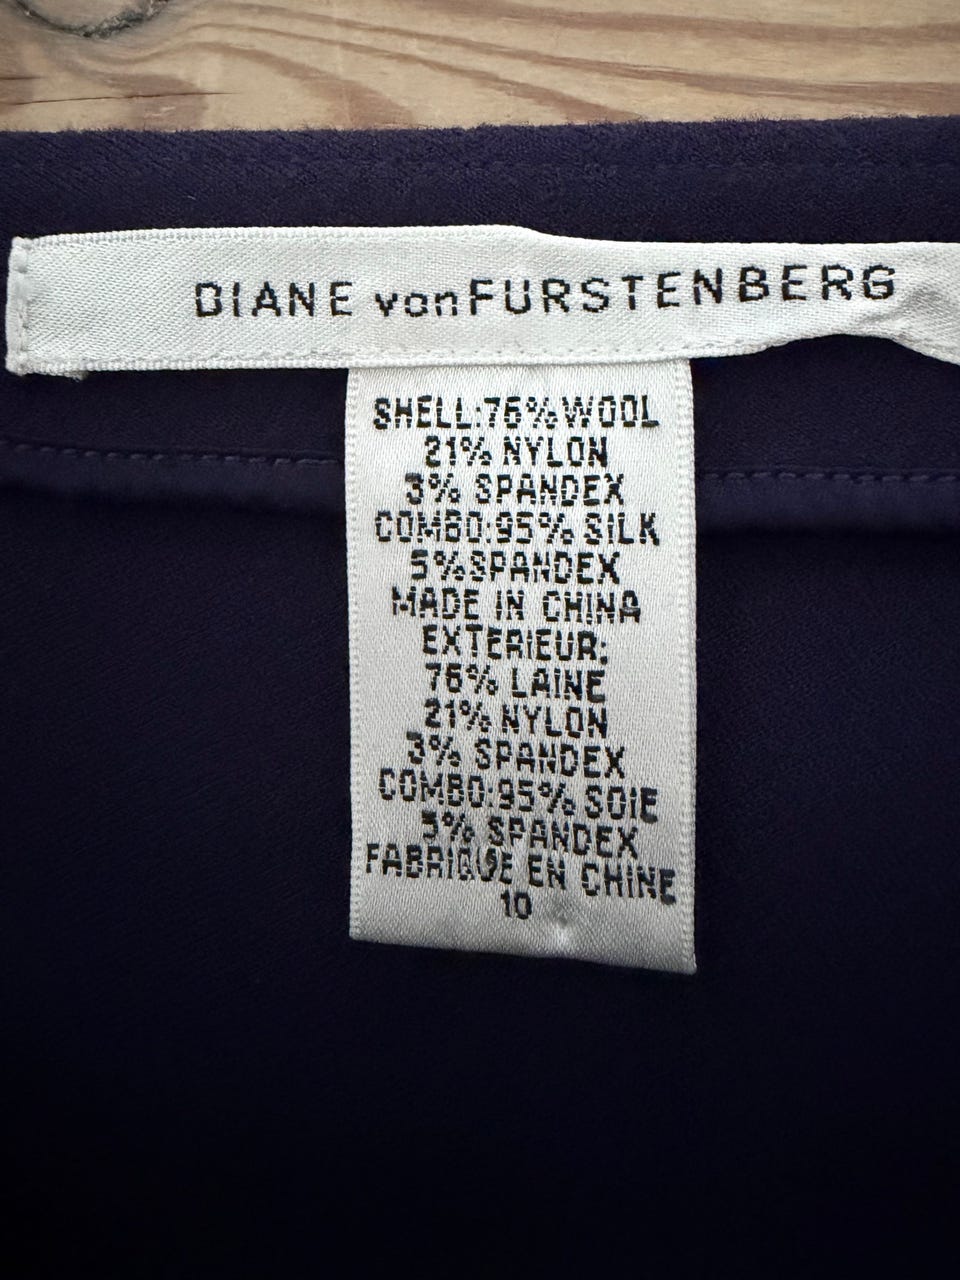 DIANE vonFURSTENBERG
SHELL:76%WOOL
21% NYLON
3% SPANDEX
COMBO:95% SILK
5%SPANDEX
MADE IN CHINA
EXTERIEUR:
76% LAINE
21% NYLON
3% SPANDEX
COMBO:95% SOIE
5% SPANDEX
FABRIQUE EN CHINE
10